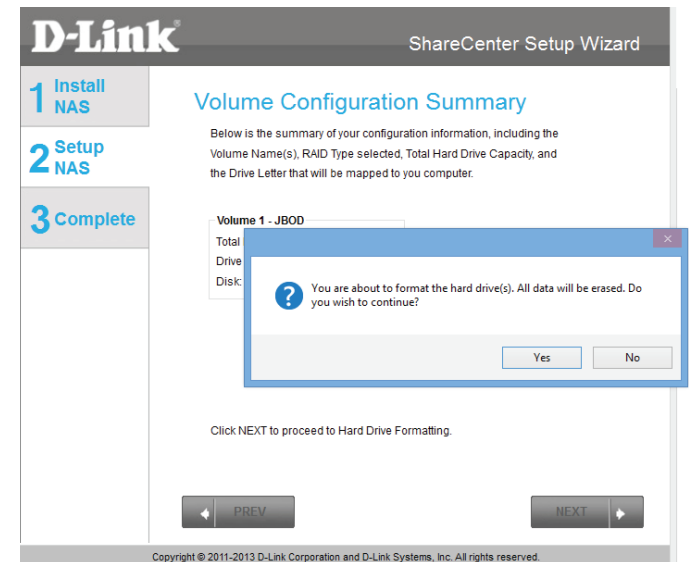 D-Link
ShareCenter Setup Wizard
1 Install
NAS
2 Setup
NAS
3 Complete
Volume Configuration Summary
Below is the summary of your configuration information, including the
Volume Name(s), RAID Type selected, Total Hard Drive Capacity, and
the Drive Letter that will be mapped to you computer.
Volume 1 - JBOD
Total
Drive
Disk:
You are about to format the hard drive(s). All data will be erased. Do
you wish to continue?
Yes
No
Click NEXT to proceed to Hard Drive Formatting.
PREV
NEXT
Copyright © 2011-2013 D-Link Corporation and D-Link Systems, Inc. All rights reserved.